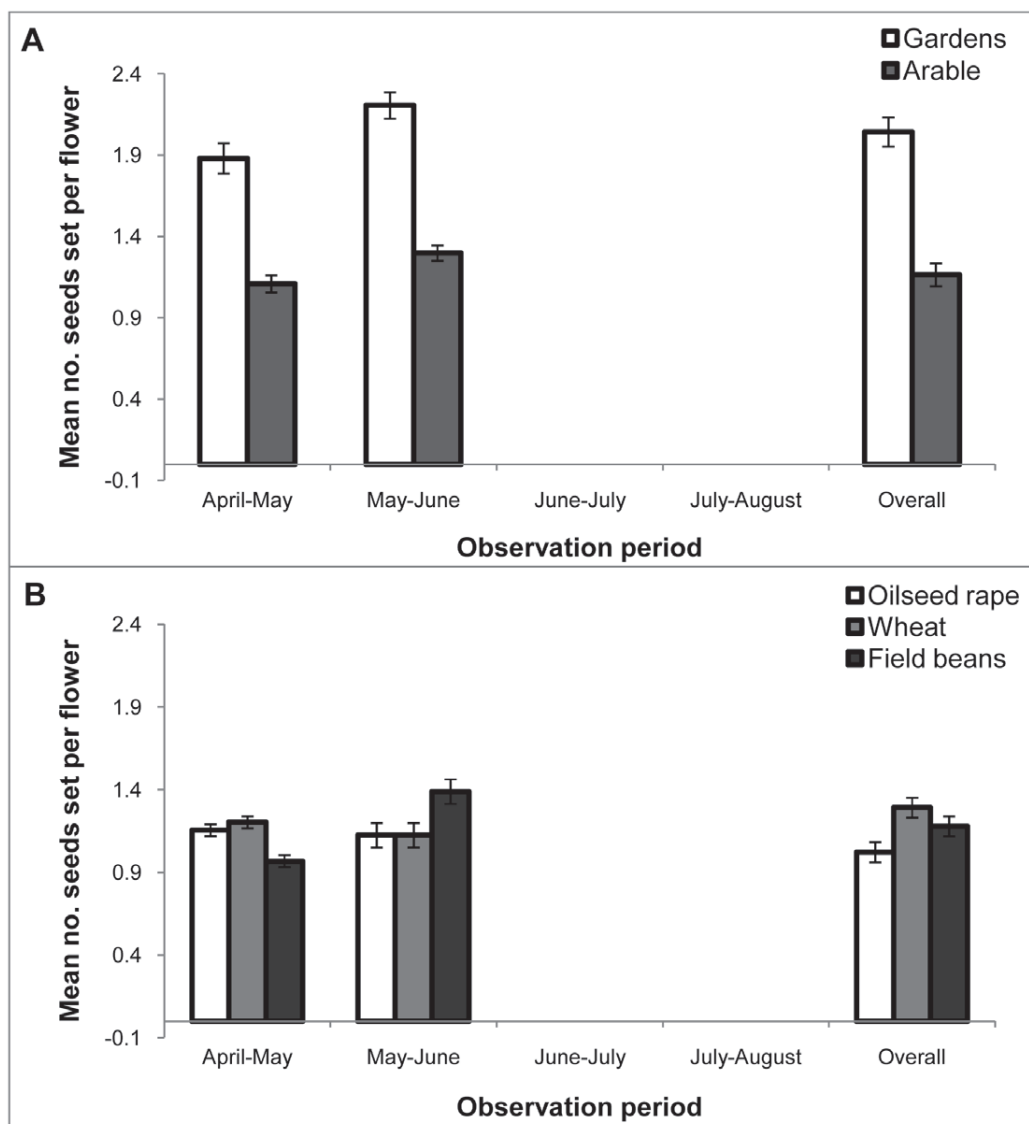 A
Gardens
Arable
Mean no. seeds set per flower
2.4
1.9
1.4
0.9
0.4
-0.1
April-May May-June June-July July-August Overall
Observation period
B
Oilseed rape
Wheat
Field beans
Mean no. seeds set per flower
2.4
1.9
1.4
0.9
0.4
-0.1
April-May May-June June-July July-August Overall
Observation period